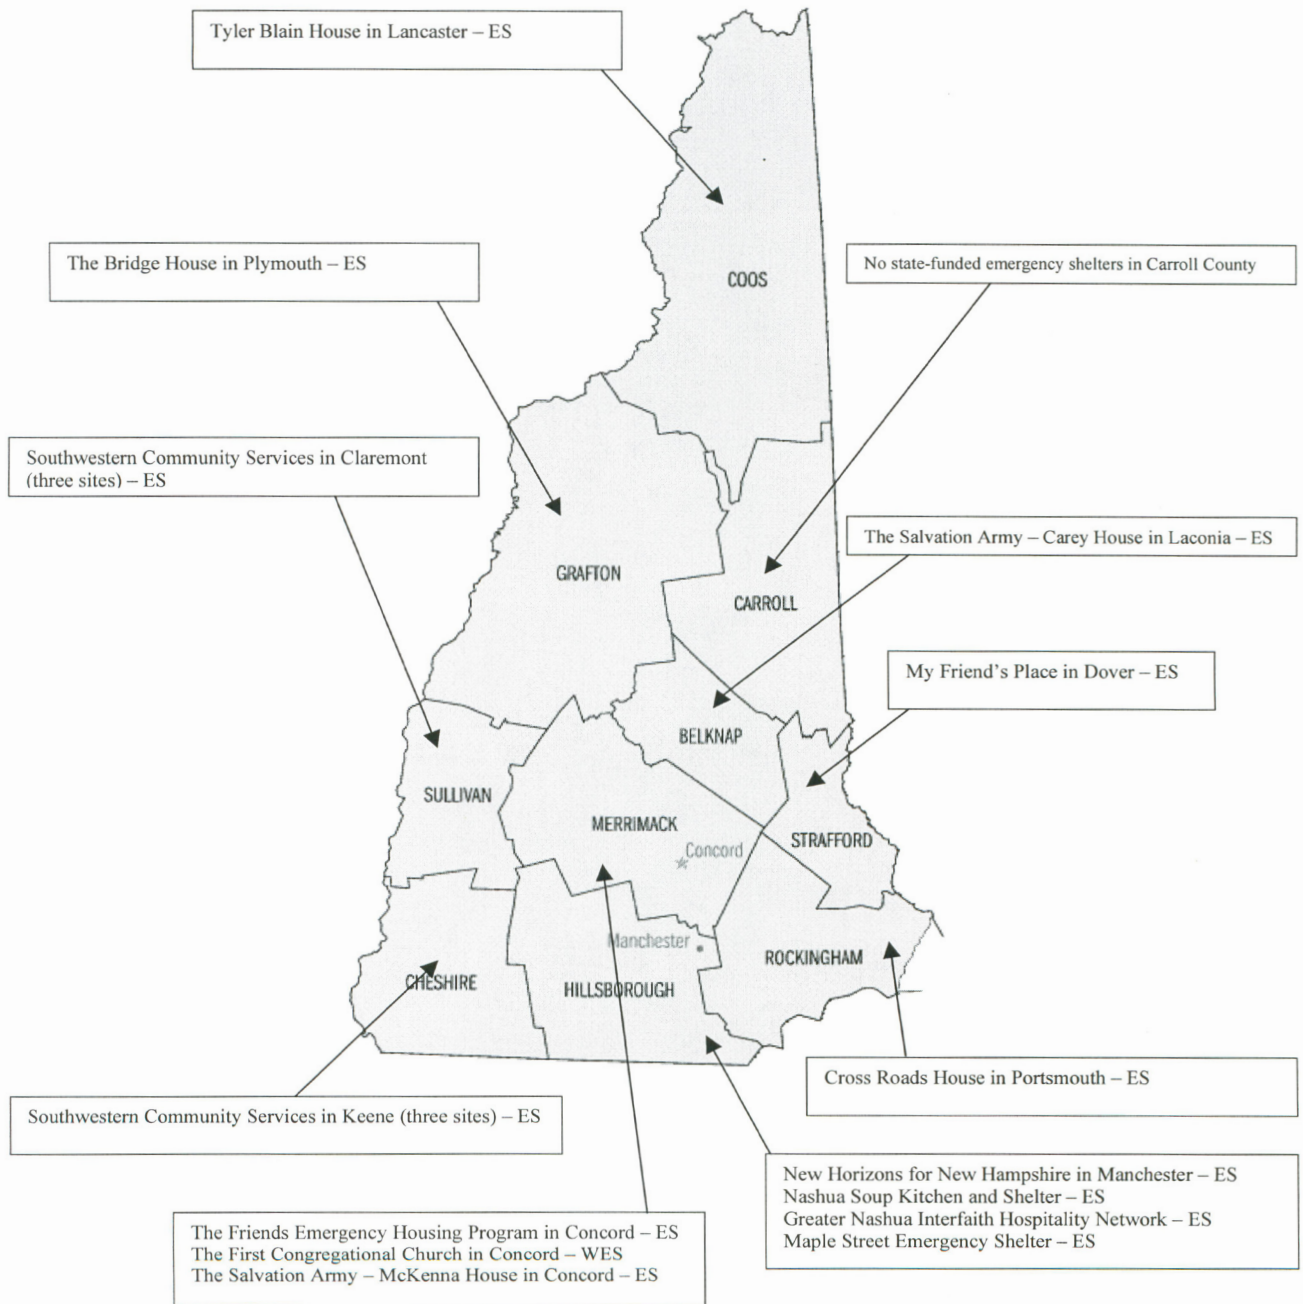 Tyler Blain House in Lancaster – ES
The Bridge House in Plymouth – ES
No state-funded emergency shelters in Carroll County
COOS
Southwestern Community Services in Claremont
(three sites) – ES
The Salvation Army – Carey House in Laconia – ES
GRAFTON
CARROLL
My Friend's Place in Dover – ES
BELKNAP
SULLIVAN
MERRIMACK
STRAFFORD
Concord
Manchester
ROCKINGHAM
CHESHIRE
HILLSBOROUGH
Cross Roads House in Portsmouth – ES
Southwestern Community Services in Keene (three sites) – ES
New Horizons for New Hampshire in Manchester – ES
Nashua Soup Kitchen and Shelter – ES
Greater Nashua Interfaith Hospitality Network – ES
Maple Street Emergency Shelter – ES
The Friends Emergency Housing Program in Concord – ES
The First Congregational Church in Concord – WES
The Salvation Army – McKenna House in Concord – ES